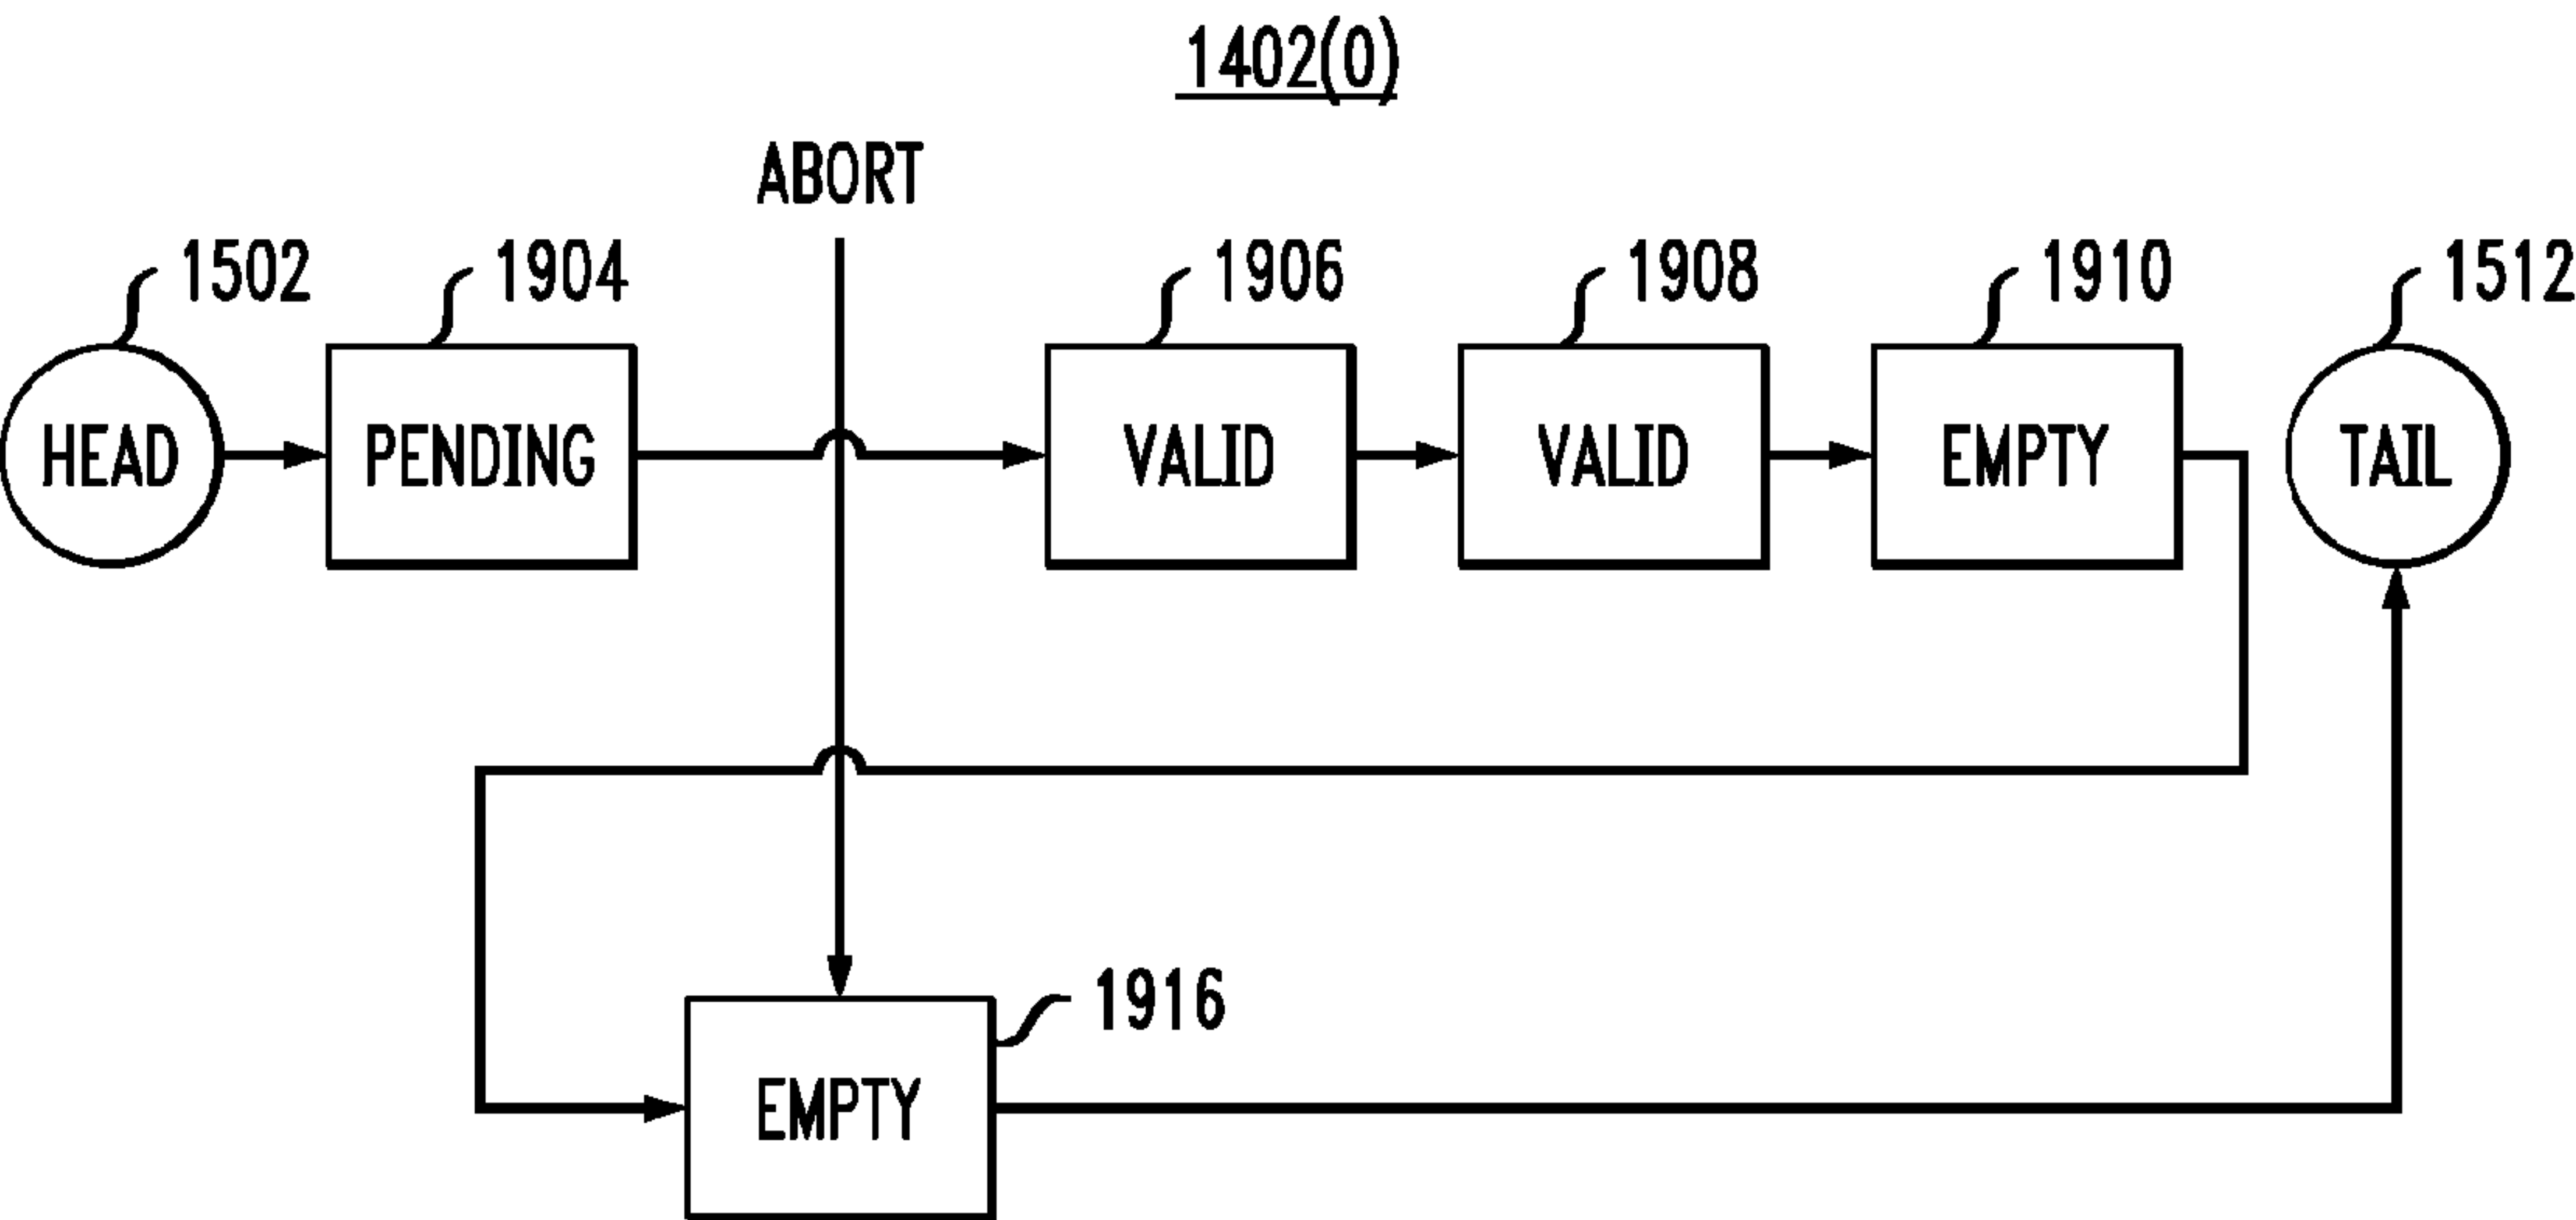 1402(0)
ABORT
1502 1904 1906 1908 1910 1512
HEAD PENDING VALID VALID EMPTY TAIL
1916
EMPTY